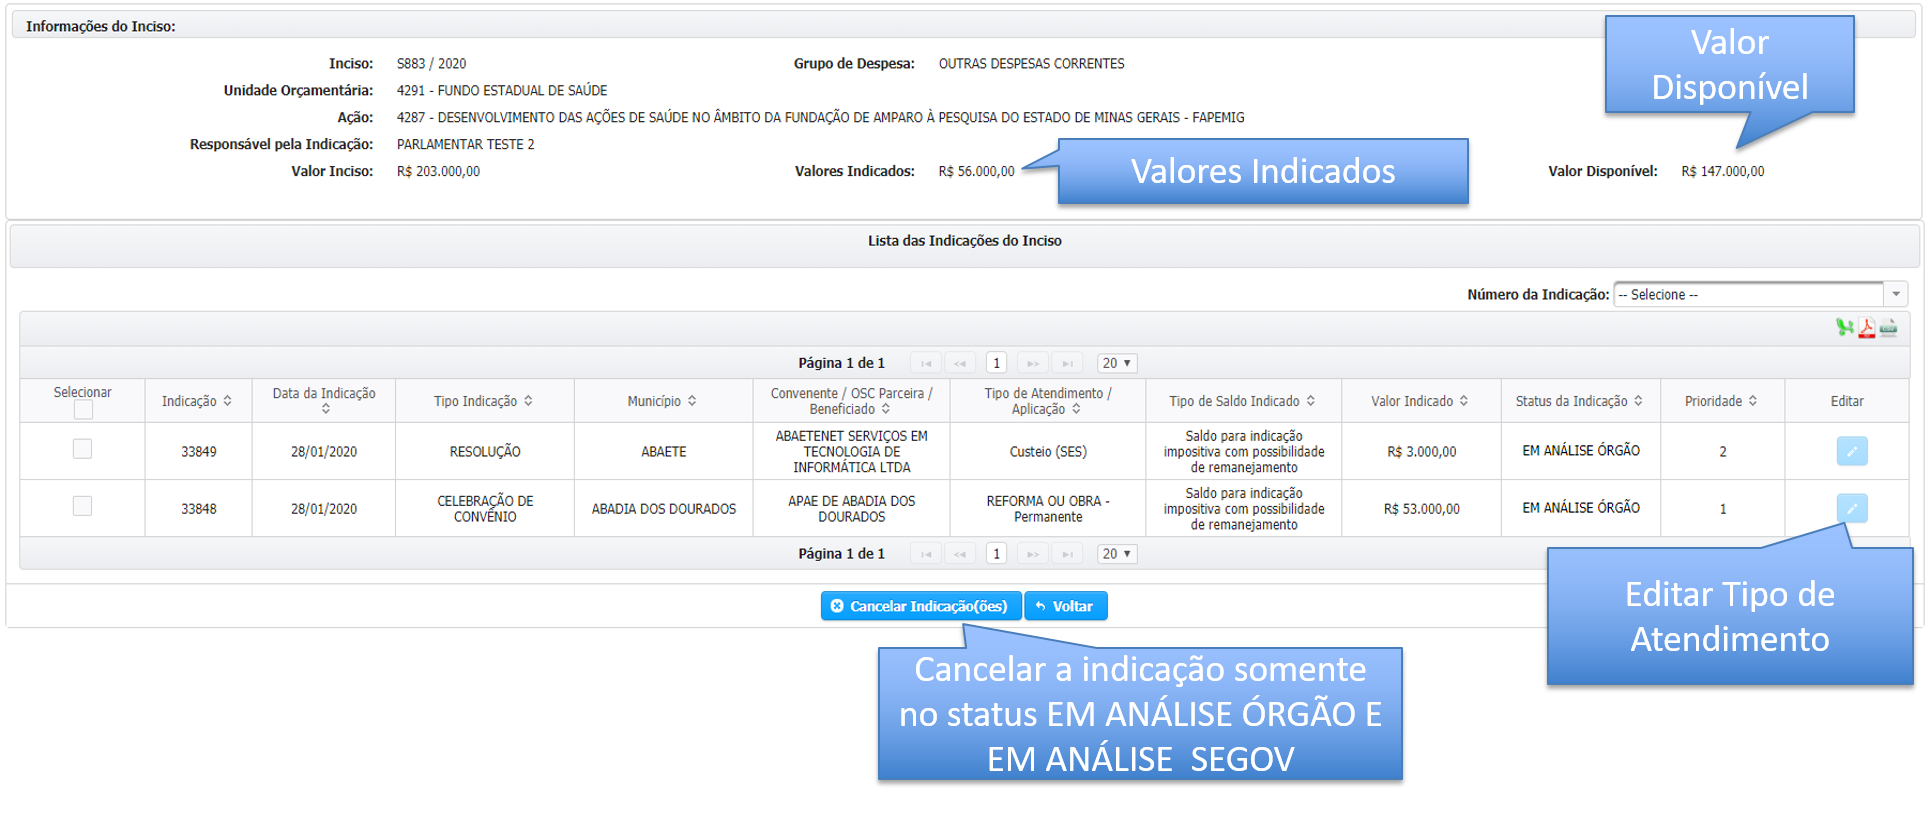 Informações do Inciso:
Valor
Disponível
Inciso: S883 / 2020 Grupo de Despesa: OUTRAS DESPESAS CORRENTES
Unidade Orçamentária: 4291 - FUNDO ESTADUAL DE SAÚDE
Ação: 4287 - DESENVOLVIMENTO DAS AÇÕES DE SAÚDE NO ÂMBITO DA FUNDAÇÃO DE AMPARO À PESQUISA DO ESTADO DE MINAS GERAIS - FAPEMIG
Responsável pela Indicação: PARLAMENTAR TESTE 2
Valor Inciso: R$ 203.000,00 Valores Indicados: R$ 56.000,00 Valores Indicados Valor Disponível: R$ 147.000,00
Lista das Indicações do Inciso
Número da Indicação: -- Selecione --
Página 1 de 1 1 20
Selecionar
Indicação
Data da Indicação
Tipo Indicação
Município
Convenente / OSC Parceira /
Beneficiado
Tipo de Atendimento /
Aplicação
Tipo de Saldo Indicado
Valor Indicado
Status da Indicação
Prioridade
Editar
33849
28/01/2020
RESOLUÇÃO
ABAETE
ABAETENET SERVIÇOS EM
TECNOLOGIA DE
INFORMÁTICA LTDA
Custeio (SES)
Saldo para indicação
impositiva com possibilidade
de remanejamento
R$ 3.000,00
EM ANÁLISE ÓRGÃO
2
33848
28/01/2020
CELEBRAÇÃO DE
CONVÊNIO
ABADIA DOS DOURADOS
APAE DE ABADIA DOS
DOURADOS
REFORMA OU OBRA -
Permanente
Saldo para indicação
impositiva com possibilidade
de remanejamento
R$ 53.000,00
EM ANÁLISE ÓRGÃO
1
Página 1 de 1 1 20
Cancelar Indicação(ões) Voltar
Editar Tipo de
Atendimento
Cancelar a indicação somente
no status EM ANÁLISE ÓRGÃO E
EM ANÁLISE  SEGOV